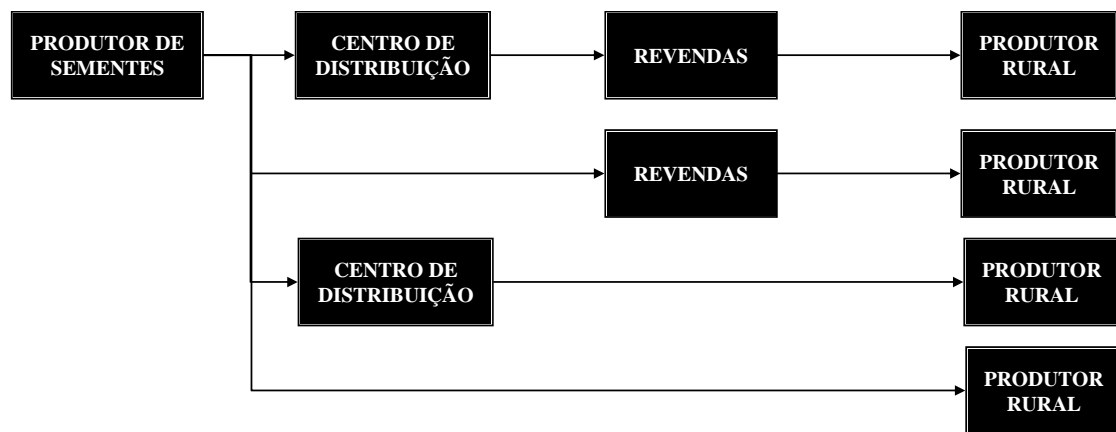 PRODUTOR DE
SEMENTES
CENTRO DE
DISTRIBUIÇÃO
REVENDAS
PRODUTOR
RURAL
REVENDAS
PRODUTOR
RURAL
CENTRO DE
DISTRIBUIÇÃO
PRODUTOR
RURAL
PRODUTOR
RURAL